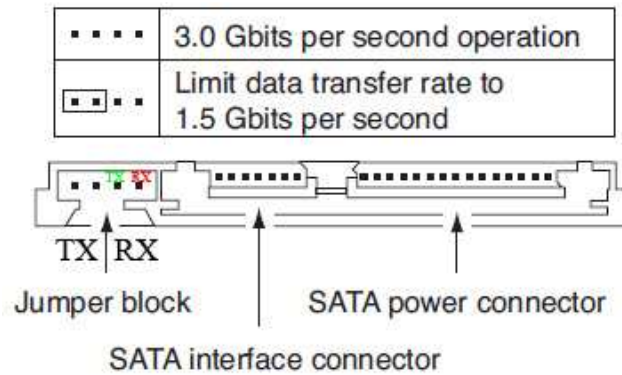 3.0 Gbits per second operation
Limit data transfer rate to
1.5 Gbits per second
TX RX
TX RX
Jumper block
SATA power connector
SATA interface connector